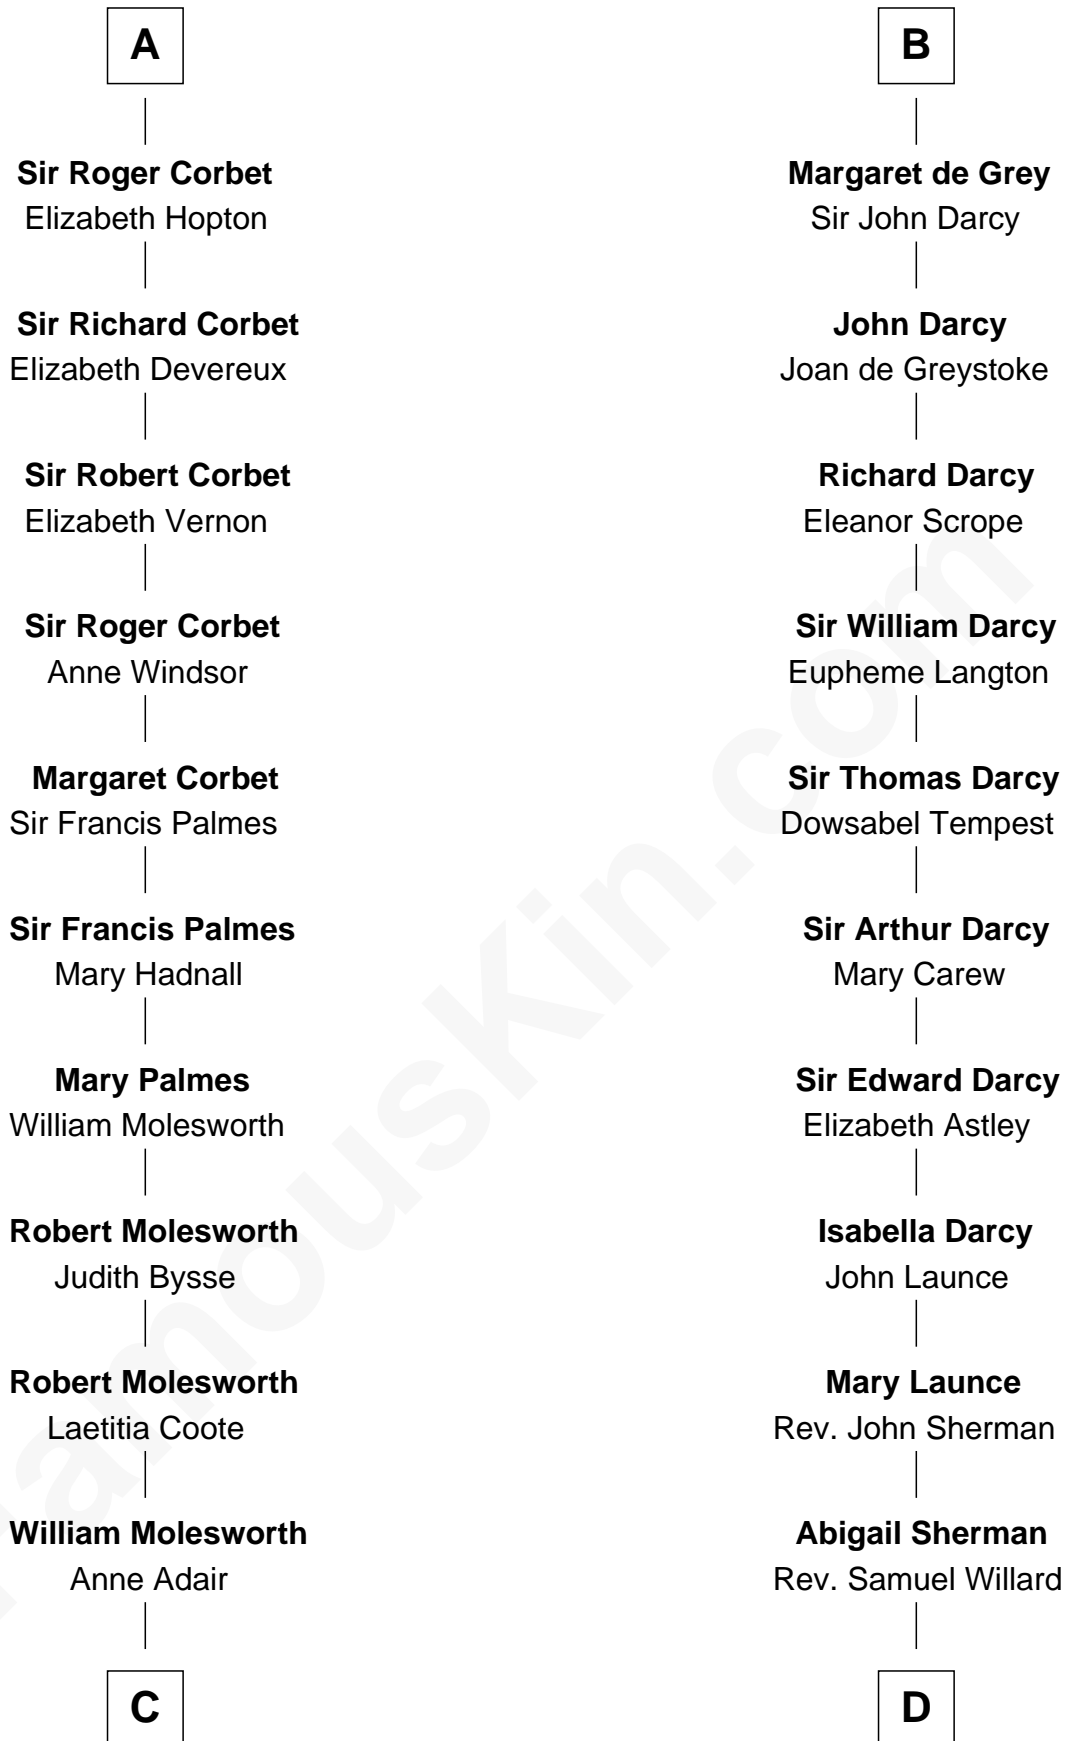 A
Sir Roger Corbet
Elizabeth Hopton
Sir Richard Corbet
Elizabeth Devereux
Sir Robert Corbet
Elizabeth Vernon
Sir Roger Corbet
Anne Windsor
Margaret Corbet
Sir Francis Palmes
Sir Francis Palmes
Mary Hadnall
Mary Palmes
William Molesworth
Robert Molesworth
Judith Bysse
Robert Molesworth
Laetitia Coote
William Molesworth
Anne Adair
C
B
Margaret de Grey
Sir John Darcy
John Darcy
Joan de Greystoke
Richard Darcy
Eleanor Scrope
Sir William Darcy
Eupheme Langton
Sir Thomas Darcy
Dowsabel Tempest
Sir Arthur Darcy
Mary Carew
Sir Edward Darcy
Elizabeth Astley
Isabella Darcy
John Launce
Mary Launce
Rev. John Sherman
Abigail Sherman
Rev. Samuel Willard
D
FamousKin.com